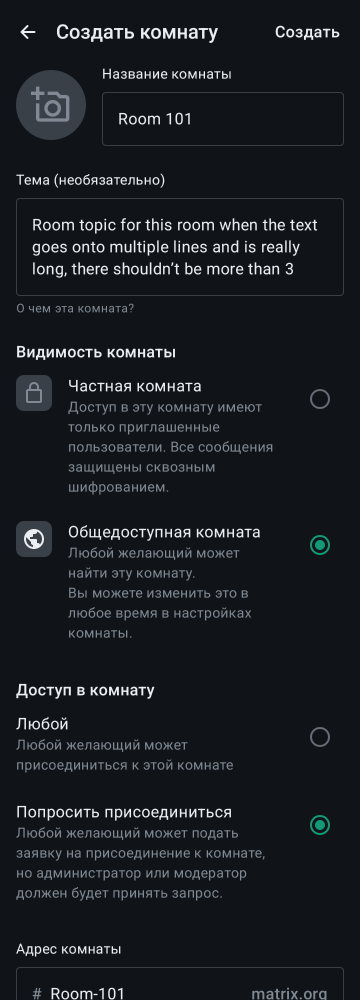 Создать комнату
Создать
Название комнаты
Room 101
Тема (необязательно)
Room topic for this room when the text
goes onto multiple lines and is really
long, there shouldn’t be more than 3
О чем эта комната?
Видимость комнаты
Частная комната
Доступ в эту комнату имеют
только приглашенные
пользователи. Все сообщения
защищены сквозным
шифрованием.
Общедоступная комната
Любой желающий может
найти эту комнату.
Вы можете изменить это в
любое время в настройках
комнаты.
Доступ в комнату
Любой
Любой желающий может
присоединиться к этой комнате
Попросить присоединиться
Любой желающий может подать
заявку на присоединение к комнате,
но администратор или модератор
должен будет принять запрос.
Адрес комнаты
# Room-101 matrix.org